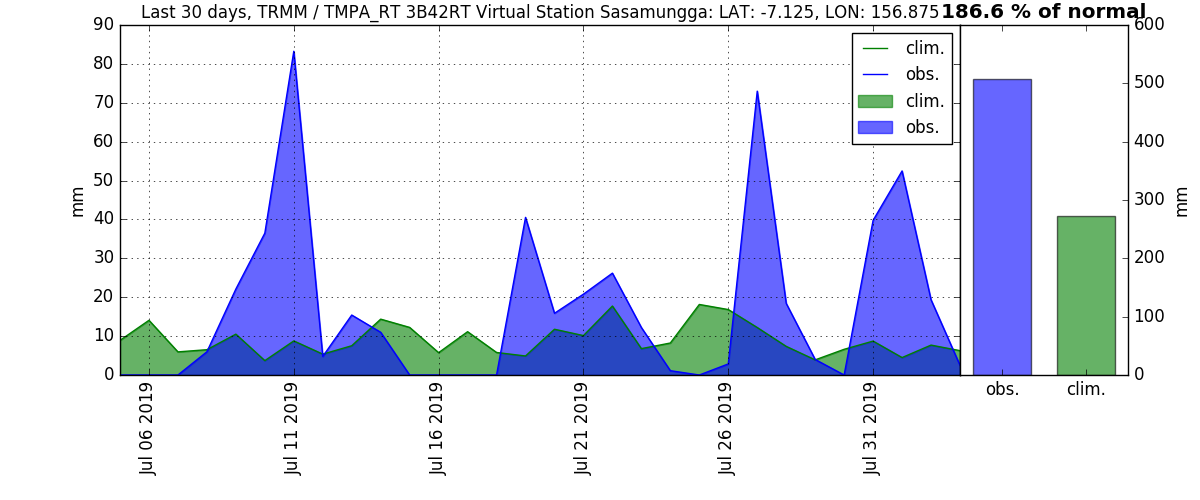 Last 30 days, TRMM / TMPA_RT 3B42RT Virtual Station Sasamungga: LAT: -7.125, LON: 156.875 186.6 % of normal
90
80
70
60
50
40
30
20
10
0
mm
clim.
obs.
clim.
obs.
600
500
400
300
200
100
0
mm
obs.
clim.
Jul 06 2019
Jul 11 2019
Jul 16 2019
Jul 21 2019
Jul 26 2019
Jul 31 2019